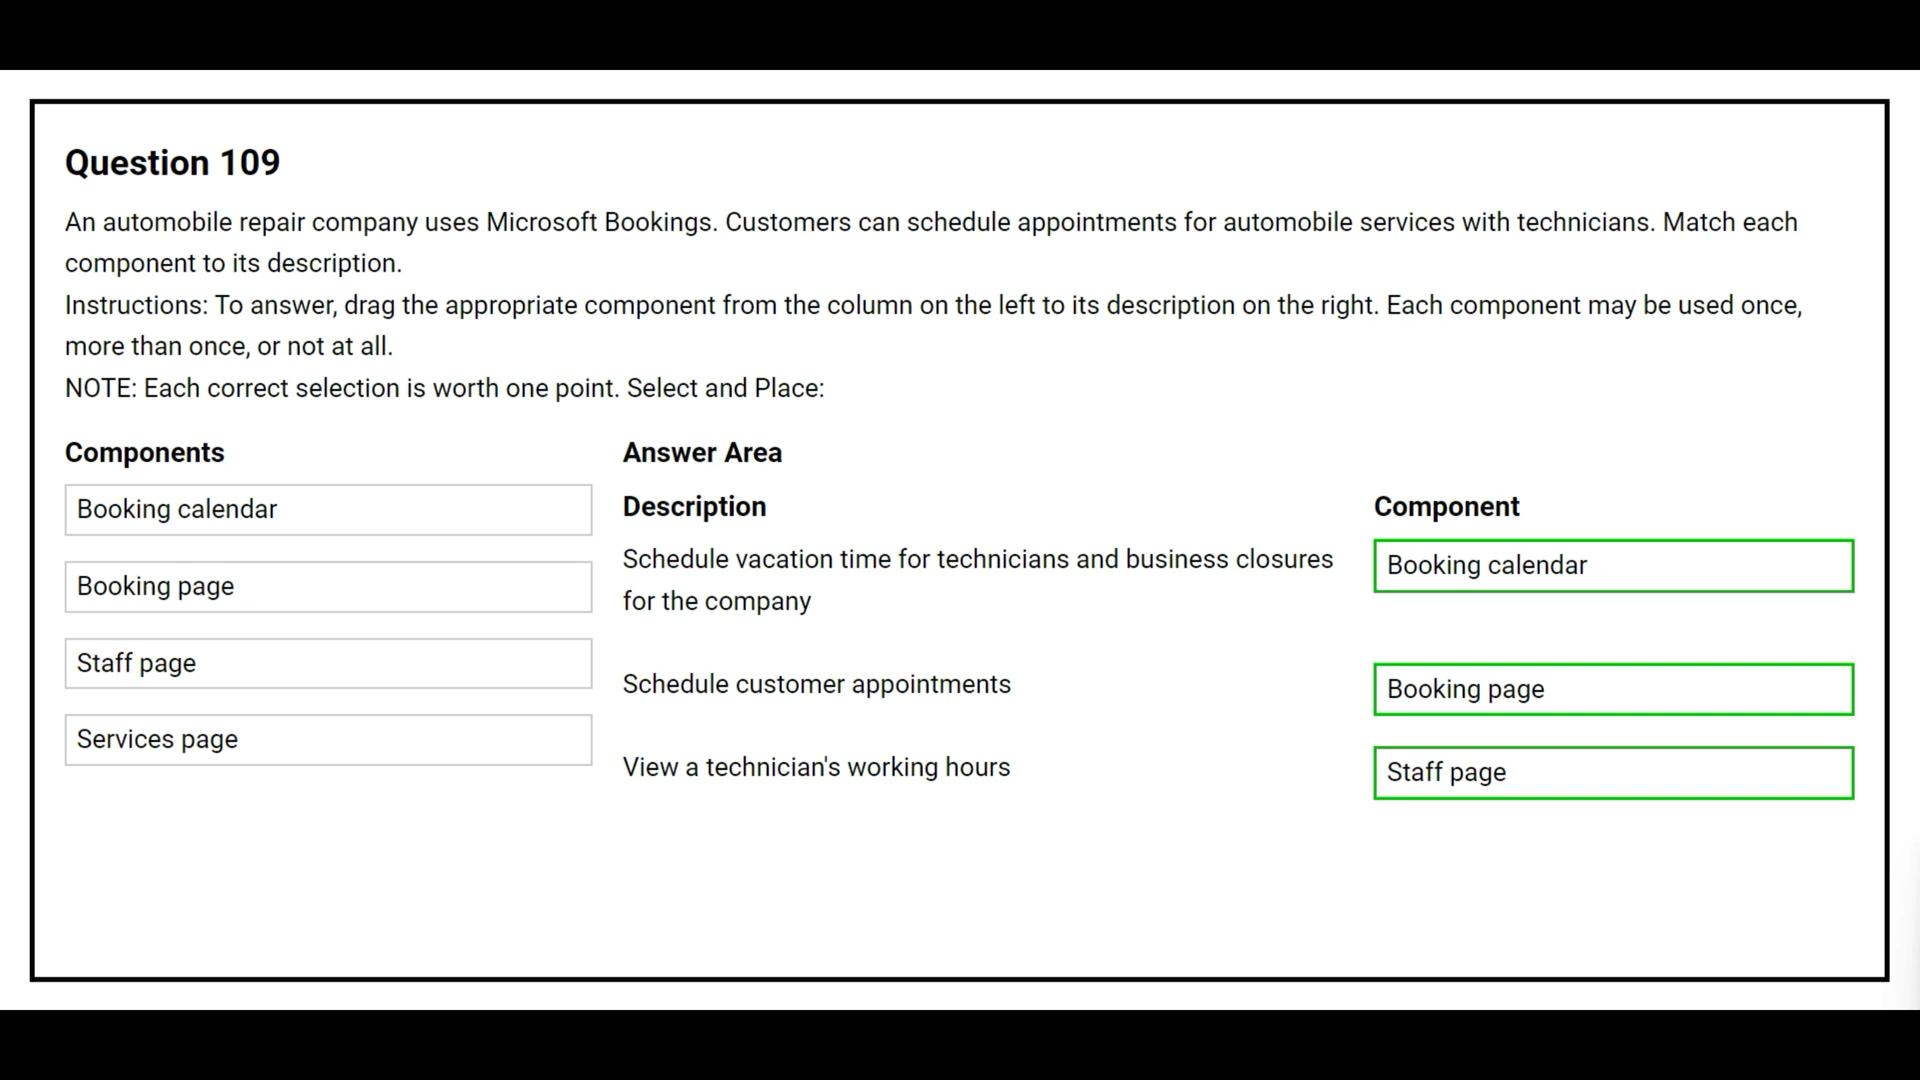 Question 109
An automobile repair company uses Microsoft Bookings. Customers can schedule appointments for automobile services with technicians. Match each
component to its description.
Instructions: To answer, drag the appropriate component from the column on the left to its description on the right. Each component may be used once,
more than once, or not at all.
NOTE: Each correct selection is worth one point. Select and Place:
Components
Booking calendar
Booking page
Staff page
Services page
Answer Area
Description
Component
Schedule vacation time for technicians and business closures
for the company
Booking calendar
Schedule customer appointments
Booking page
View a technician's working hours
Staff page